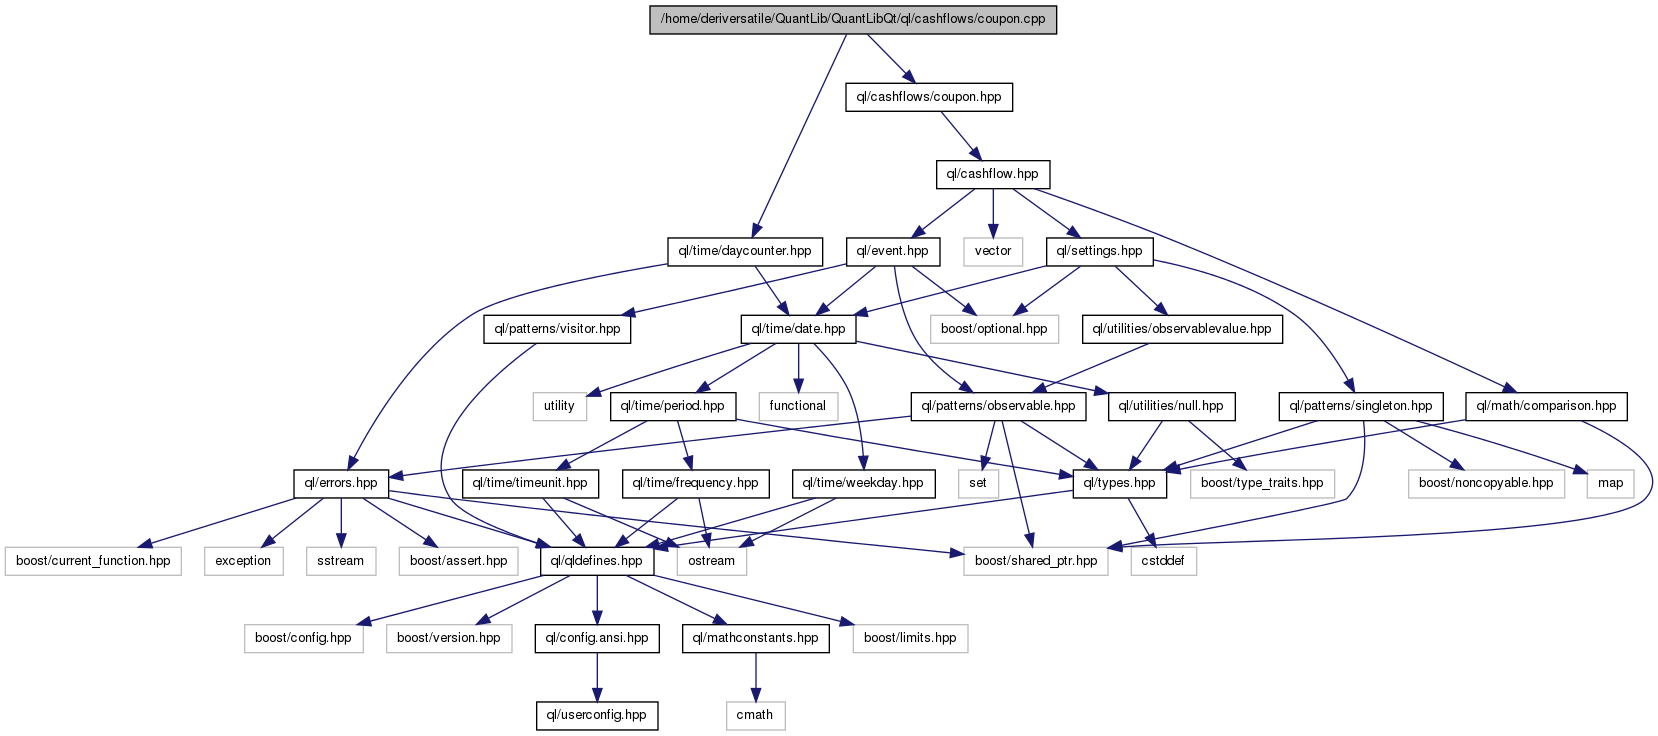 /home/deriversatile/QuantLib/QuantLibQt/ql/cashflows/coupon.cpp
ql/cashflows/coupon.hpp
ql/cashflow.hpp
ql/time/daycounter.hpp
ql/event.hpp
vector
ql/settings.hpp
ql/patterns/visitor.hpp
ql/time/date.hpp
boost/optional.hpp
ql/utilities/observablevalue.hpp
utility
ql/time/period.hpp
functional
ql/patterns/observable.hpp
ql/utilities/null.hpp
ql/patterns/singleton.hpp
ql/math/comparison.hpp
ql/errors.hpp
ql/time/timeunit.hpp
ql/time/frequency.hpp
ql/time/weekday.hpp
set
ql/types.hpp
boost/type_traits.hpp
boost/noncopyable.hpp
map
boost/current_function.hpp
exception
sstream
boost/assert.hpp
ql/qldefines.hpp
ostream
boost/shared_ptr.hpp
cstddef
boost/config.hpp
boost/version.hpp
ql/config.ansi.hpp
ql/mathconstants.hpp
boost/limits.hpp
ql/userconfig.hpp
cmath